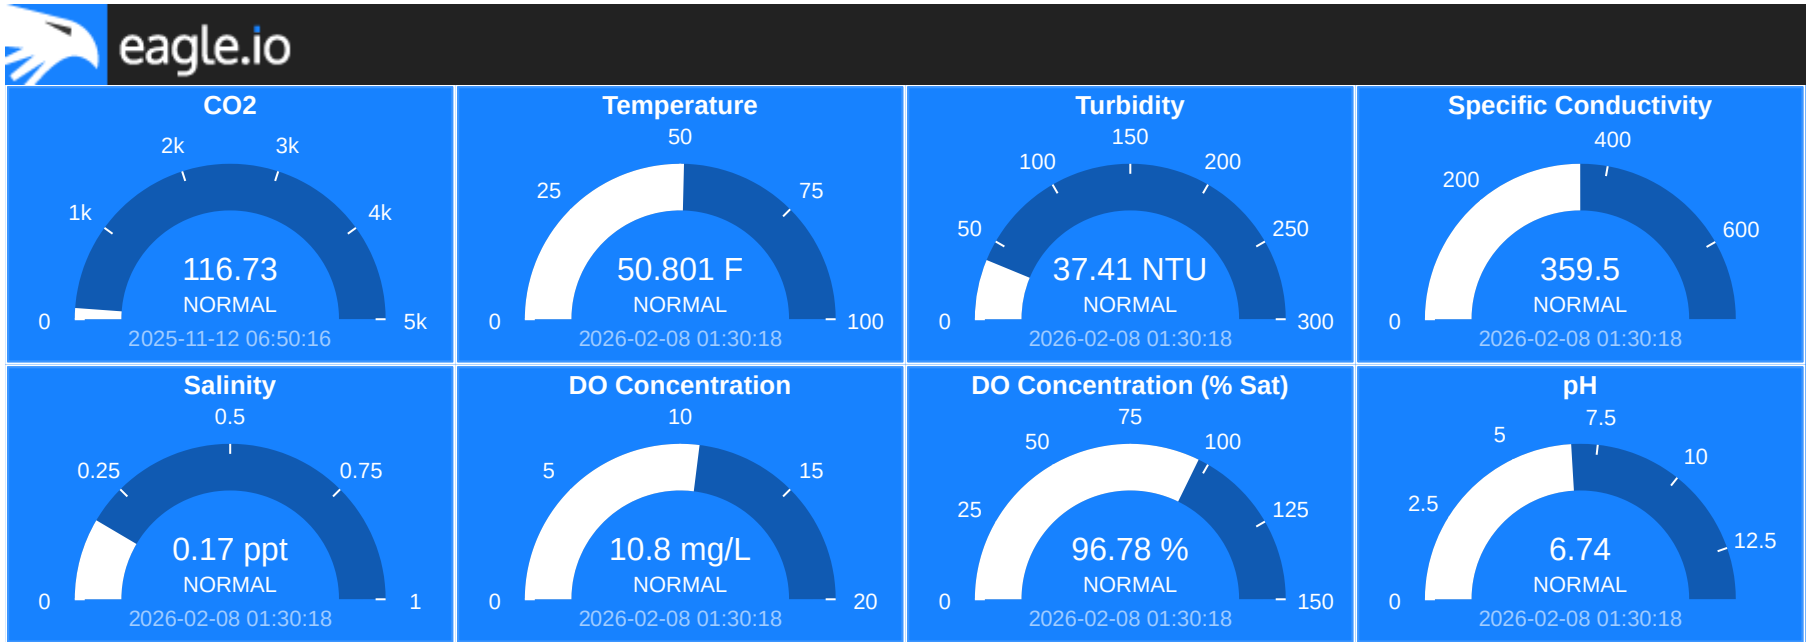 eagle.io
CO2
0
1k
2k
3k
4k
5k
116.73
NORMAL
2025-11-12 06:50:16
Temperature
0
25
50
75
100
50.801 F
NORMAL
2026-02-08 01:30:18
Turbidity
0
50
100
150
200
250
300
37.41 NTU
NORMAL
2026-02-08 01:30:18
Specific Conductivity
0
200
400
600
359.5
NORMAL
2026-02-08 01:30:18
Salinity
0
0.25
0.5
0.75
1
0.17 ppt
NORMAL
2026-02-08 01:30:18
DO Concentration
0
5
10
15
20
10.8 mg/L
NORMAL
2026-02-08 01:30:18
DO Concentration (% Sat)
0
25
50
75
100
125
150
96.78 %
NORMAL
2026-02-08 01:30:18
pH
0
2.5
5
7.5
10
12.5
6.74
NORMAL
2026-02-08 01:30:18